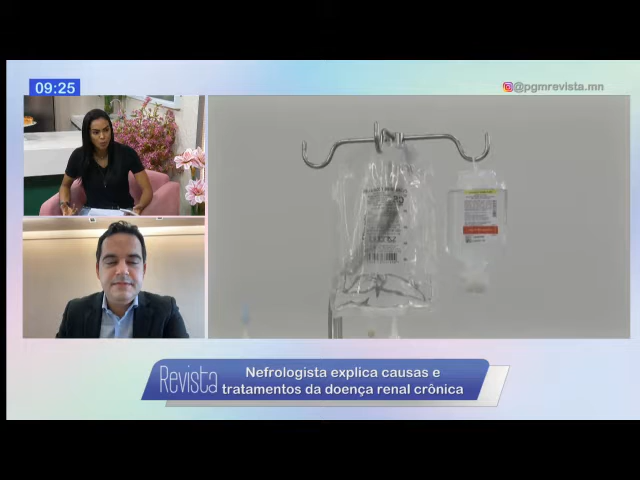 09:25
@pgmrevista.mn
Revista
Nefrologista explica causas e
tratamentos da doença renal crônica